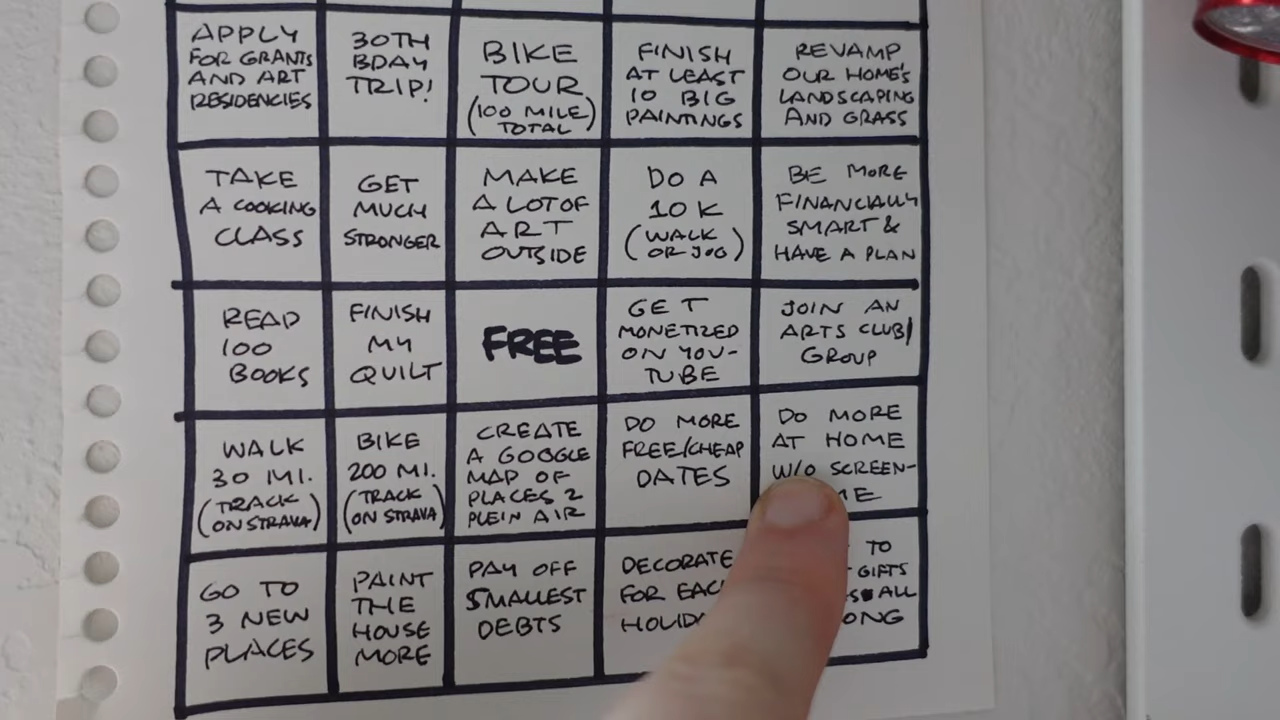 APPLY
FOR GRANTS
AND ART
RESIDENCIES
30TH
BDAY
TRIP!
BIKE
TOUR
(100 MILE
TOTAL)
FINISH
AT LEAST
10 BIG
PAINTINGS
REVAMP
OUR HOME'S
LANDSCAPING
AND GRASS
TAKE
A COOKING
CLASS
GET
MUCH
STRONGER
MAKE
A LOT OF
ART
OUTSIDE
DO A
10K
(WALK
OR JOG)
BE MORE
FINANCIALLY
SMART &
HAVE A PLAN
READ
100
BOOKS
FINISH
MY
QUILT
FREE
GET
MONETIZED
ON YOU-
TUBE
JOIN AN
ARTS CLUB/
GROUP
WALK
30 MI.
(TRACK
ON STRAVA)
BIKE
200 MI.
(TRACK
ON STRAVA)
CREATE
A GOOGLE
MAP OF
PLACES 2
PLEIN AIR
DO MORE
FREE/CHEAP
DATES
DO MORE
AT HOME
W/O SCREEN-
GO TO
3 NEW
PLACES
PAINT
THE
HOUSE
MORE
PAY OFF
SMALLEST
DEBTS
DECORATE
FOR
TO
GIFTS
ALL